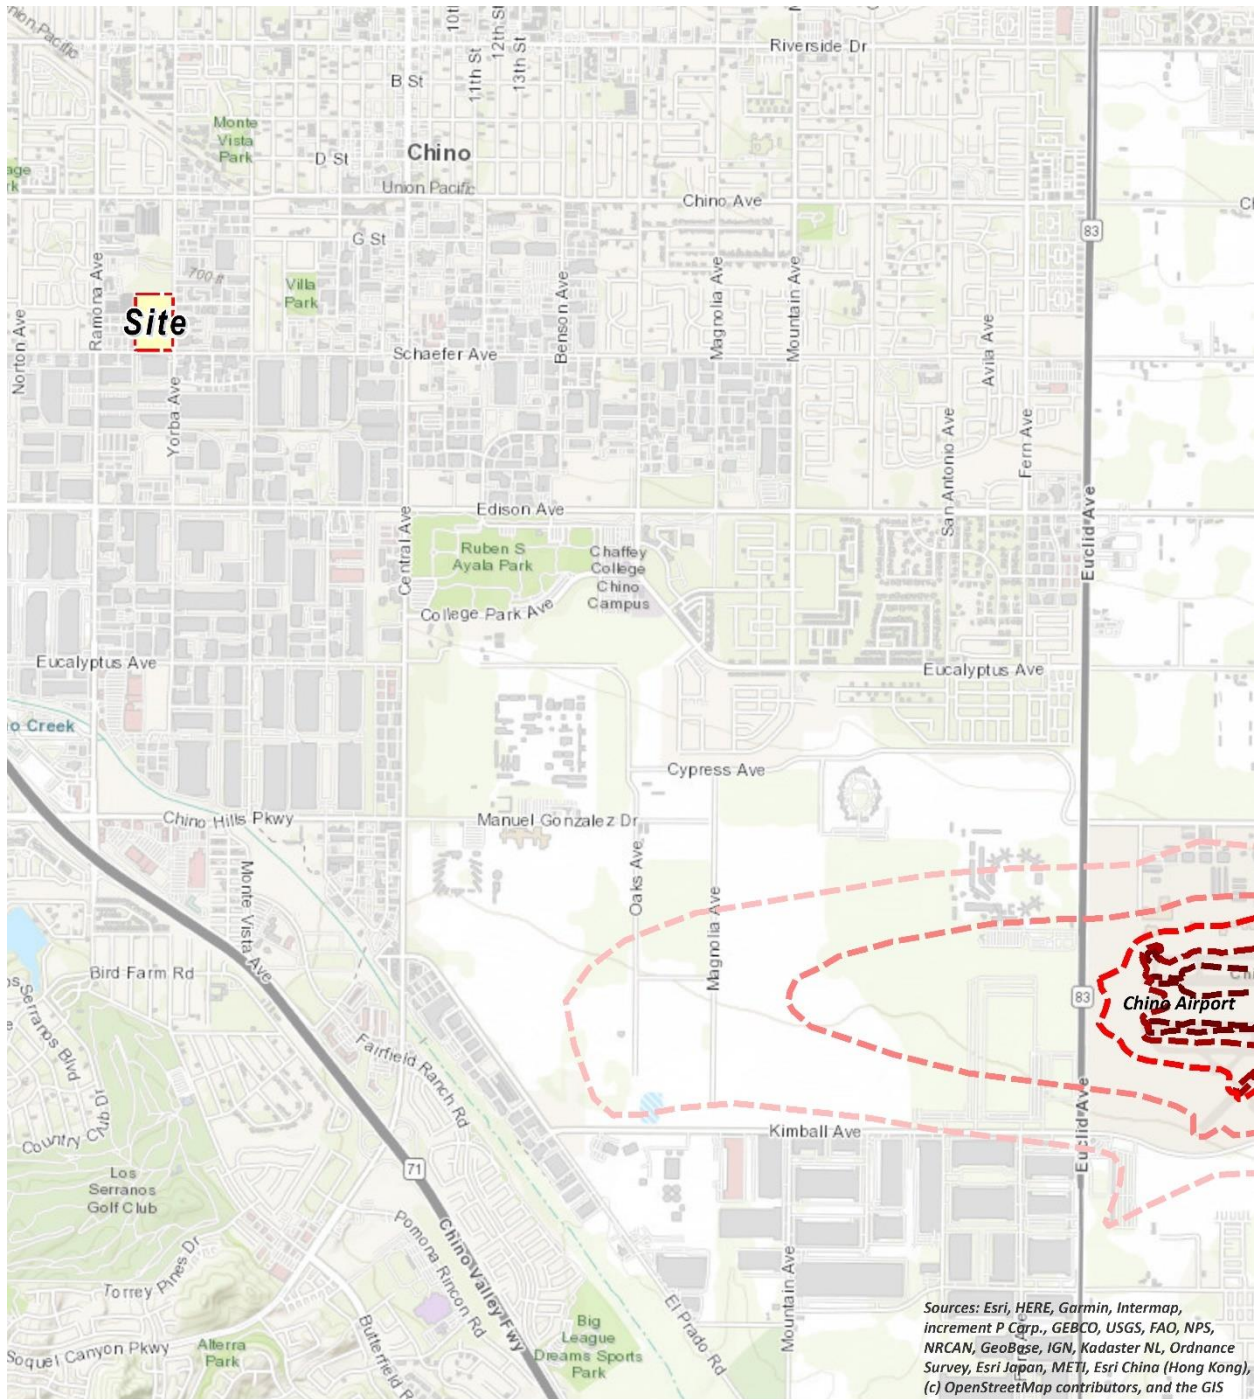 Union Pacific
10th
11th St
12th St
13th St
Riverside Dr
B St
Monte
Vista
Park
D St
Chino
Union Pacific
Chino Ave
83
G St
700 ft
Villa
Park
Ramona Ave
Norton Ave
Site
Yorba Ave
Schaefer Ave
Benson Ave
Magnolia Ave
Mountain Ave
Avila Ave
San Antonio Ave
Fern Ave
Euclid Ave
Edison Ave
Central Ave
Ruben S
Ayala Park
Chaffey
College
Chino
Campus
College Park Ave
Eucalyptus Ave
Eucalyptus Ave
o Creek
Cypress Ave
Chino Hills Pkwy
Manuel Gonzalez Dr
Monte Vista Ave
Oaks Ave
Magnolia Ave
Bird Farm Rd
83
Chino Airport
Serranos Blvd
Country Club Dr
Fairfield Ranch Rd
Euclid Ave
Kimball Ave
71
Los
Serranos
Golf Club
Chino Valley Fwy
Pomona Rincon Rd
Torrey Pines Dr
Soquel Canyon Pkwy
Alterra
Park
Butterfield R
Big
League
Dreams Sports
Park
El Prado Rd
Mountain Ave
Sources: Esri, HERE, Garmin, Intermap,
increment P Corp., GEBCO, USGS, FAO, NPS,
NRCAN, GeoBase, IGN, Kadaster NL, Ordnance
Survey, Esri Japan, METI, Esri China (Hong Kong),
(c) OpenStreetMap contributors, and the GIS